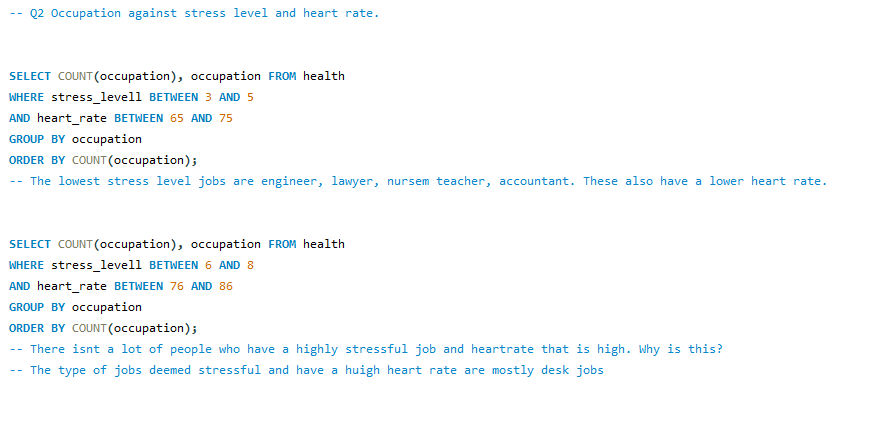 -- Q2 Occupation against stress level and heart rate.
SELECT COUNT(occupation), occupation FROM health
WHERE stress_levell BETWEEN 3 AND 5
AND heart_rate BETWEEN 65 AND 75
GROUP BY occupation
ORDER BY COUNT(occupation);
-- The lowest stress level jobs are engineer, lawyer, nursem teacher, accountant. These also have a lower heart rate.
SELECT COUNT(occupation), occupation FROM health
WHERE stress_levell BETWEEN 6 AND 8
AND heart_rate BETWEEN 76 AND 86
GROUP BY occupation
ORDER BY COUNT(occupation);
-- There isnt a lot of people who have a highly stressful job and heartrate that is high. Why is this?
-- The type of jobs deemed stressful and have a huigh heart rate are mostly desk jobs